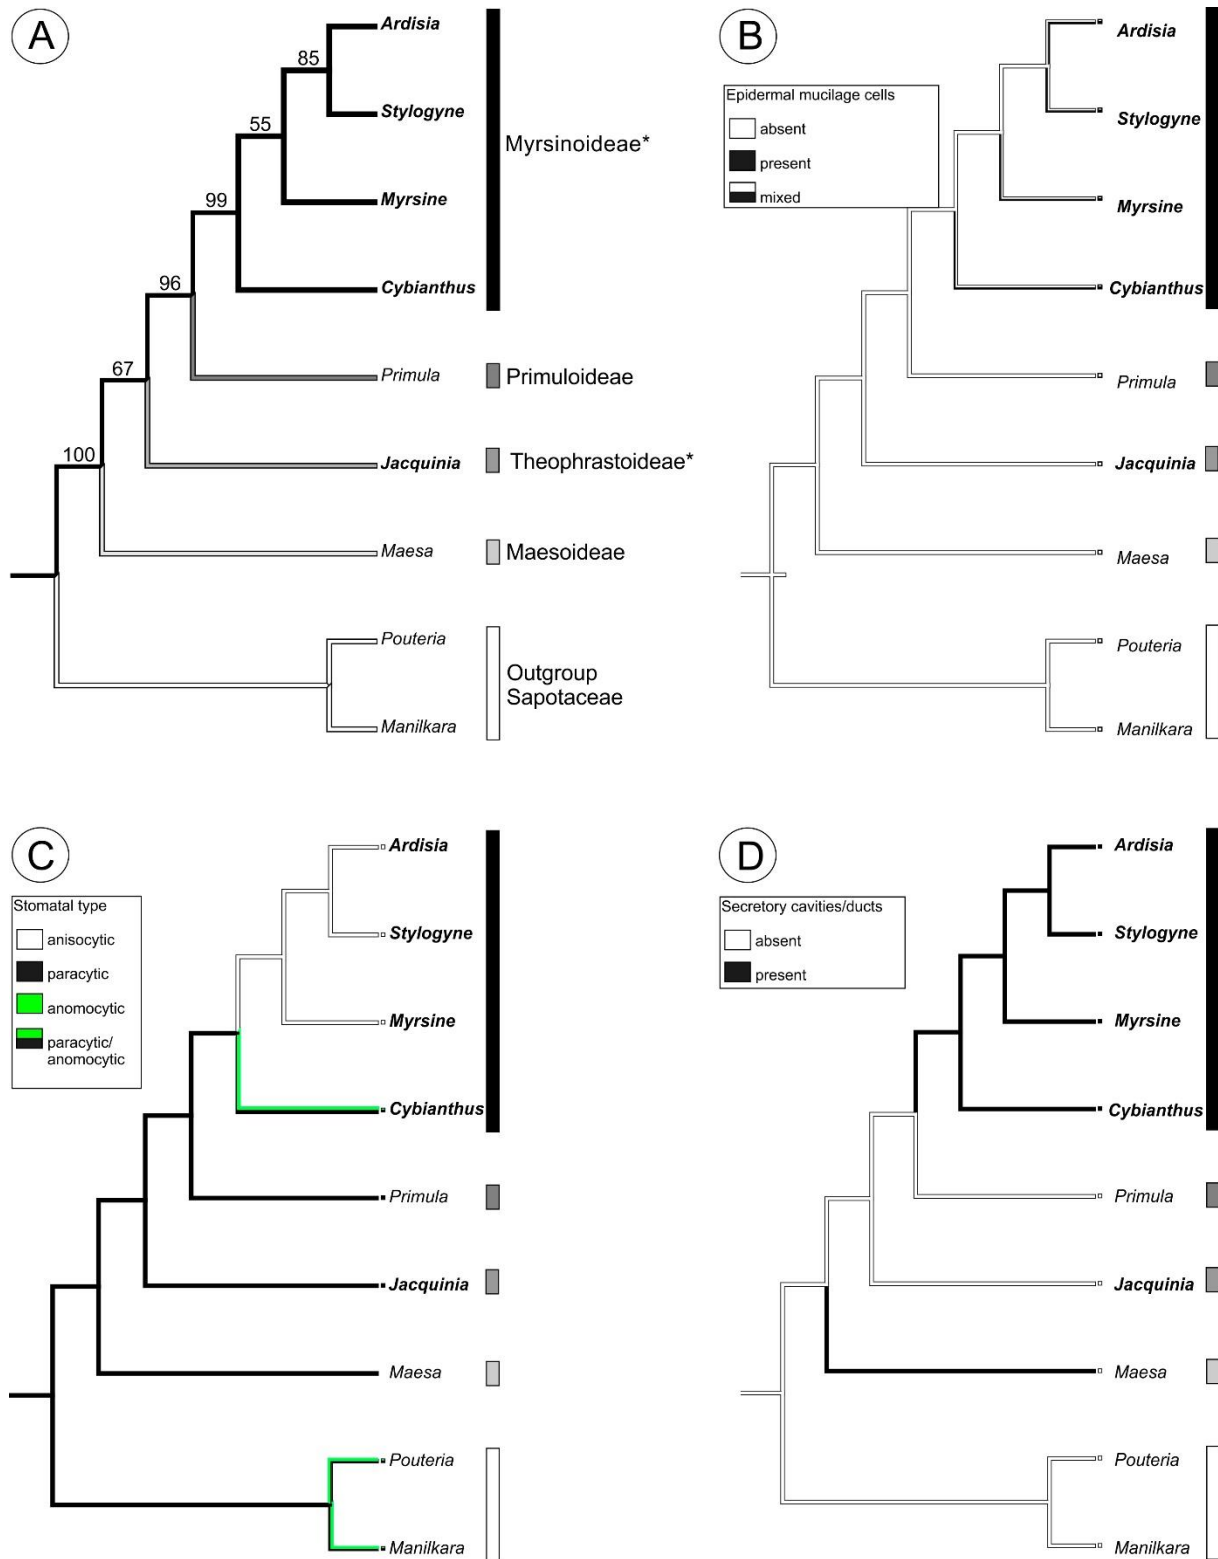 A
Ardisia
85
Stylogyne
55
Myrsinoideae*
Myrsine
99
Cybianthus
96
Primula
Primuloideae
67
Jacquinia
Theophrastoideae*
100
Maesa
Maesoideae
Pouteria
Outgroup
Sapotaceae
Manilkara
B
Epidermal mucilage cells
absent
present
mixed
Ardisia
Stylogyne
Myrsine
Cybianthus
Primula
Jacquinia
Maesa
Pouteria
Manilkara
C
Stomatal type
anisocytic
paracytic
anomocytic
paracytic/
anomocytic
Ardisia
Stylogyne
Myrsine
Cybianthus
Primula
Jacquinia
Maesa
Pouteria
Manilkara
D
Secretory cavities/ducts
absent
present
Ardisia
Stylogyne
Myrsine
Cybianthus
Primula
Jacquinia
Maesa
Pouteria
Manilkara